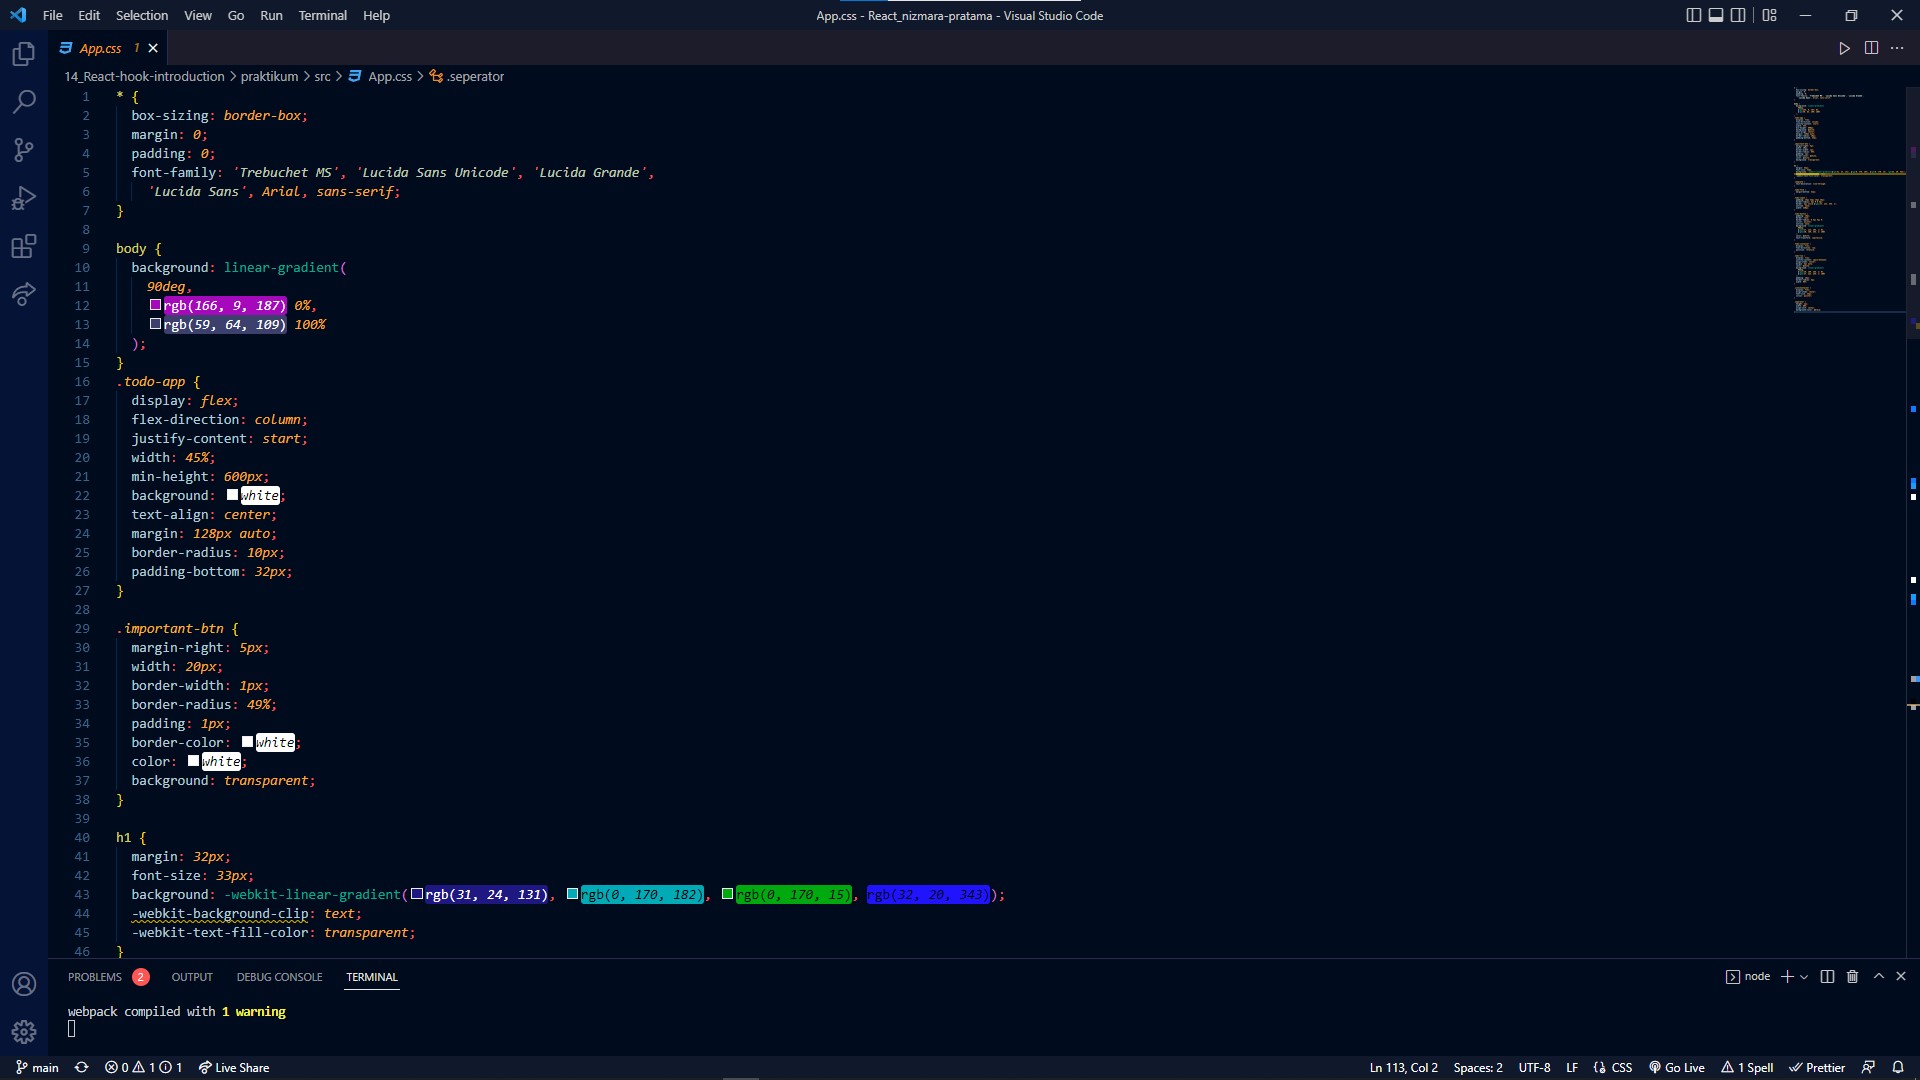 File Edit Selection View Go Run Terminal Help App.css - React_nizmara-pratama - Visual Studio Code
App.css 1
14_React-hook-introduction > praktikum > src > App.css > .seperator
1 * {
2 box-sizing: border-box;
3 margin: 0;
4 padding: 0;
5 font-family: 'Trebuchet MS', 'Lucida Sans Unicode', 'Lucida Grande',
6 'Lucida Sans', Arial, sans-serif;
7 }
8
9 body {
10 background: linear-gradient(
11 90deg,
12 rgb(166, 9, 187) 0%,
13 rgb(59, 64, 109) 100%
14 );
15 }
16 .todo-app {
17 display: flex;
18 flex-direction: column;
19 justify-content: start;
20 width: 45%;
21 min-height: 600px;
22 background: white;
23 text-align: center;
24 margin: 128px auto;
25 border-radius: 10px;
26 padding-bottom: 32px;
27 }
28
29 .important-btn {
30 margin-right: 5px;
31 width: 20px;
32 border-width: 1px;
33 border-radius: 49%;
34 padding: 1px;
35 border-color: white;
36 color: white;
37 background: transparent;
38 }
39
40 h1 {
41 margin: 32px;
42 font-size: 33px;
43 background: -webkit-linear-gradient(rgb(31, 24, 131), rgb(0, 170, 182), rgb(0, 170, 15), rgb(32, 20, 343));
44 -webkit-background-clip: text;
45 -webkit-text-fill-color: transparent;
46 }
PROBLEMS 2 OUTPUT DEBUG CONSOLE TERMINAL node
webpack compiled with 1 warning
main 0 1 1 Live Share Ln 113, Col 2 Spaces: 2 UTF-8 LF CSS Go Live 1 Spell Prettier